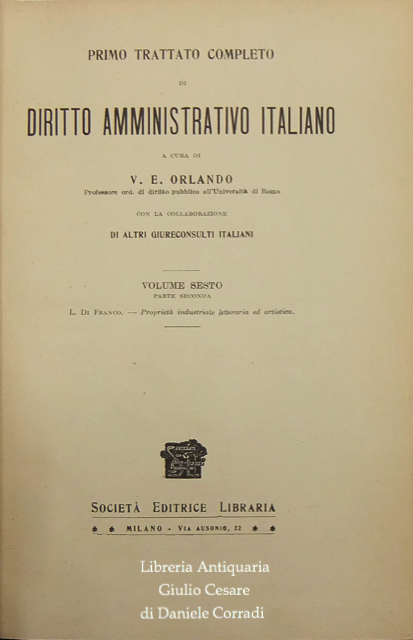 PRIMO TRATTATO COMPLETO
DI
DIRITTO AMMINISTRATIVO ITALIANO
A CURA DI
V. E. ORLANDO
Professore ord. di diritto pubblico all'Università di Roma
CON LA COLLABORAZIONE
DI ALTRI GIURECONSULTI ITALIANI
VOLUME SESTO
PARTE SECONDA
L. DI FRANCO. — Proprietà industriale letteraria ed artistica.
SOCIETÀ EDITRICE LIBRARIA
MILANO - VIA AUSONIO, 22
Libreria Antiquaria
Giulio Cesare
di Daniele Corradi